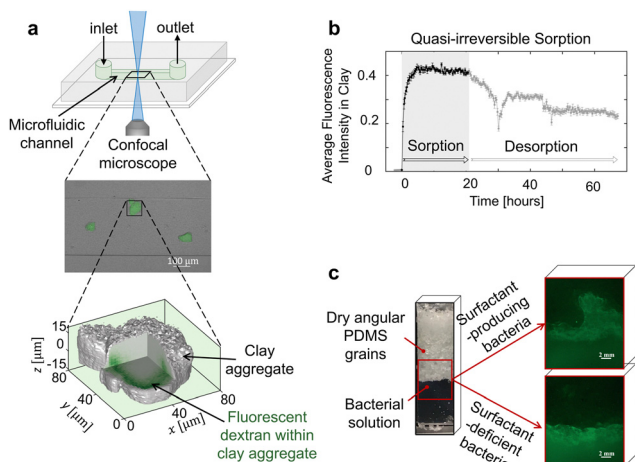 a
inlet
outlet
Microfluidic
channel
Confocal
microscope
100 μm
15
0
-15
z [μm]
80
y [μm]
0
0
40
x [μm]
80
Clay
aggregate
Fluorescent
dextran within
clay aggregate
b
Quasi-irreversible Sorption
Average Fluorescence
Intensity in Clay
0.4
0.2
0
Sorption
Desorption
0
20
40
60
Time [hours]
c
Dry angular
PDMS
grains
Bacterial
solution
Surfactant
-producing
bacteria
Surfactant
-deficient
bacteria
2 mm
2 mm